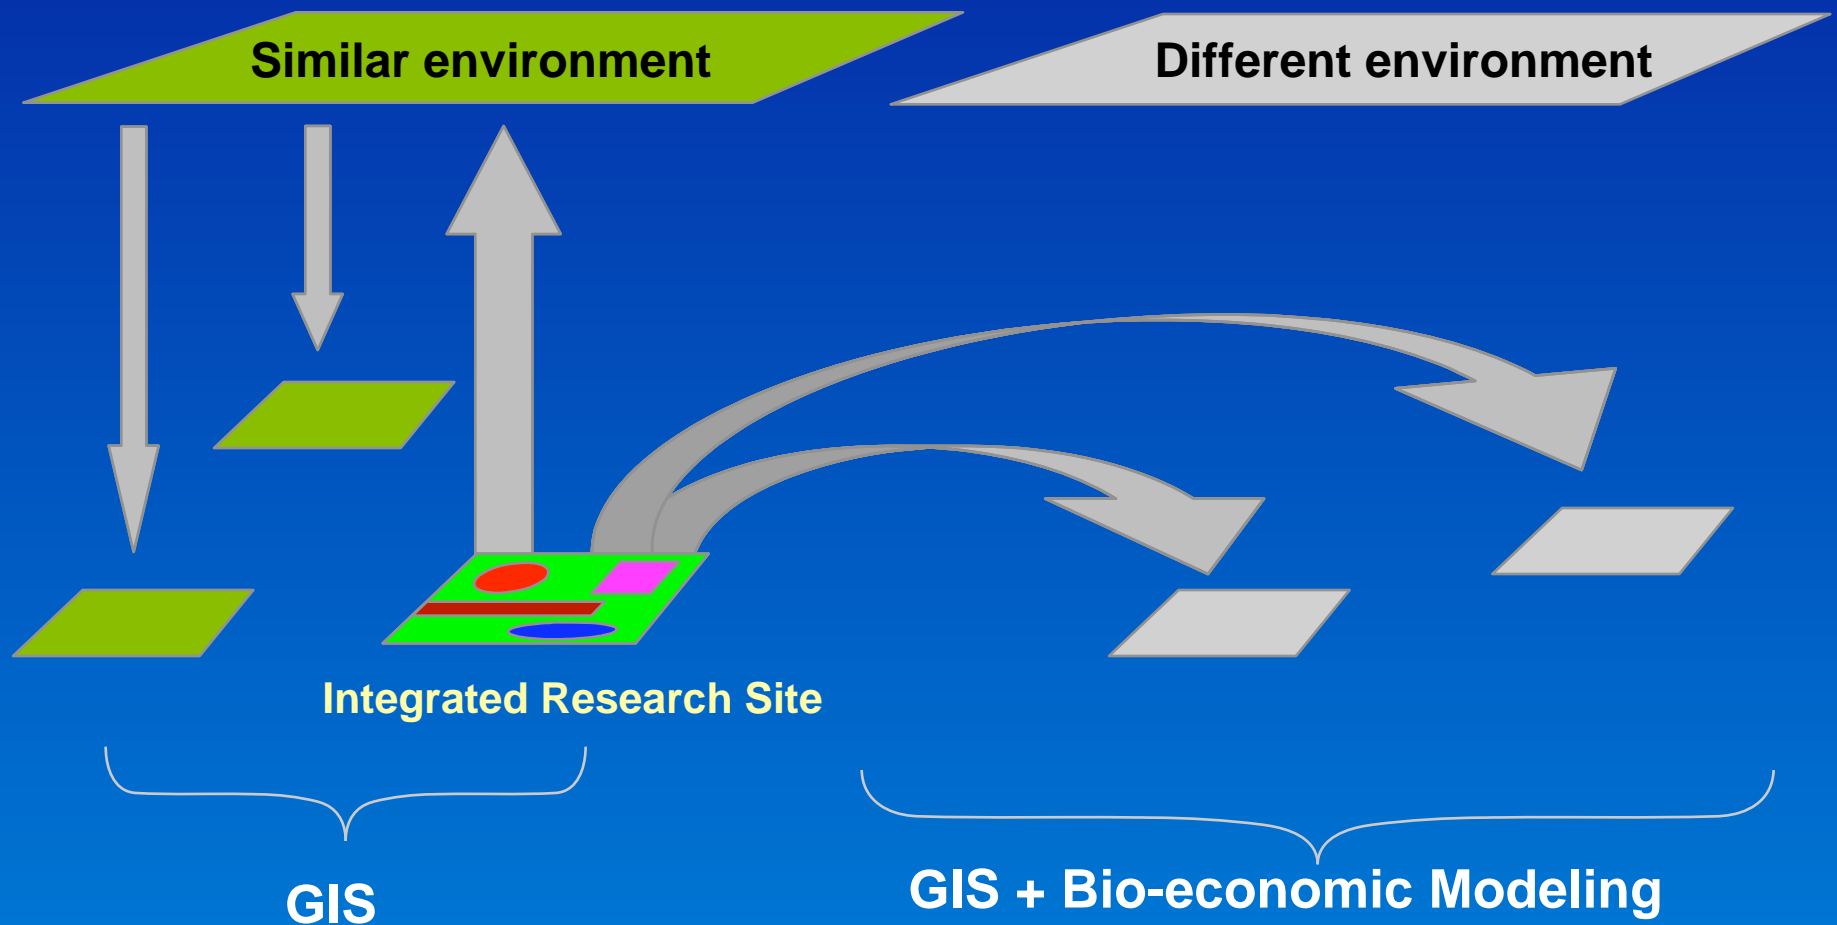 Similar environment
Different environment
Integrated Research Site
GIS
GIS + Bio-economic Modeling